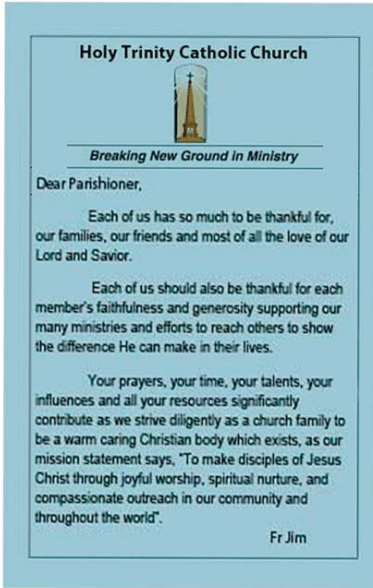 Holy Trinity Catholic Church
Breaking New Ground in Ministry
Dear Parishioner,
Each of us has so much to be thankful for,
our families, our friends and most of all the love of our
Lord and Savior.
Each of us should also be thankful for each
member's faithfulness and generosity supporting our
many ministries and efforts to reach others to show
the difference He can make in their lives.
Your prayers, your time, your talents, your
influences and all your resources significantly
contribute as we strive diligently as a church family to
be a warm caring Christian body which exists, as our
mission statement says, "To make disciples of Jesus
Christ through joyful worship, spiritual nurture, and
compassionate outreach in our community and
throughout the world".
Fr Jim